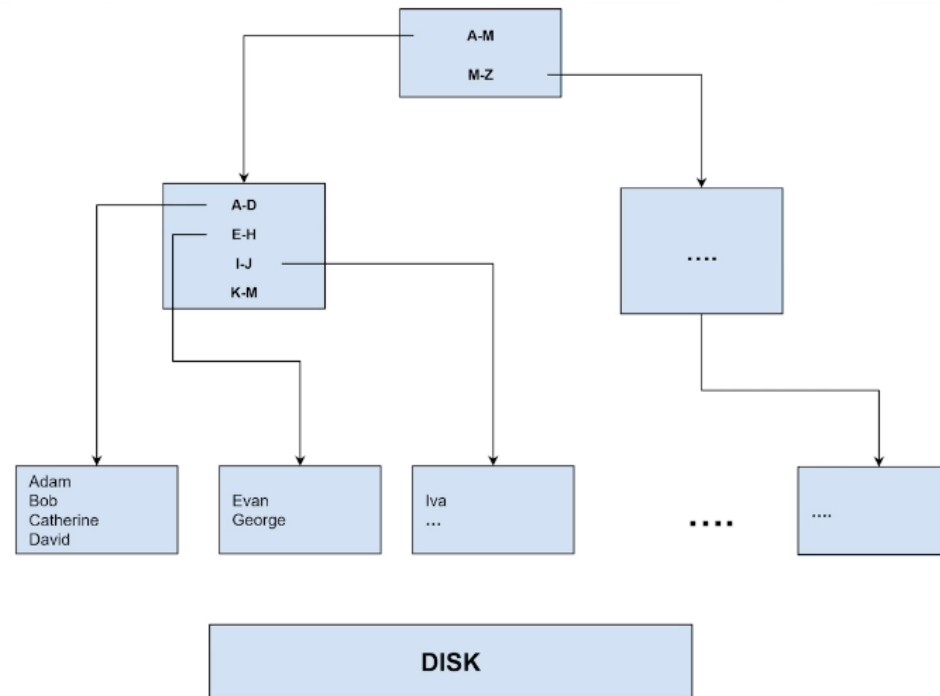 A-M
M-Z
A-D
E-H
I-J
K-M
....
Adam
Bob
Catherine
David
Evan
George
Iva
...
....
....
DISK